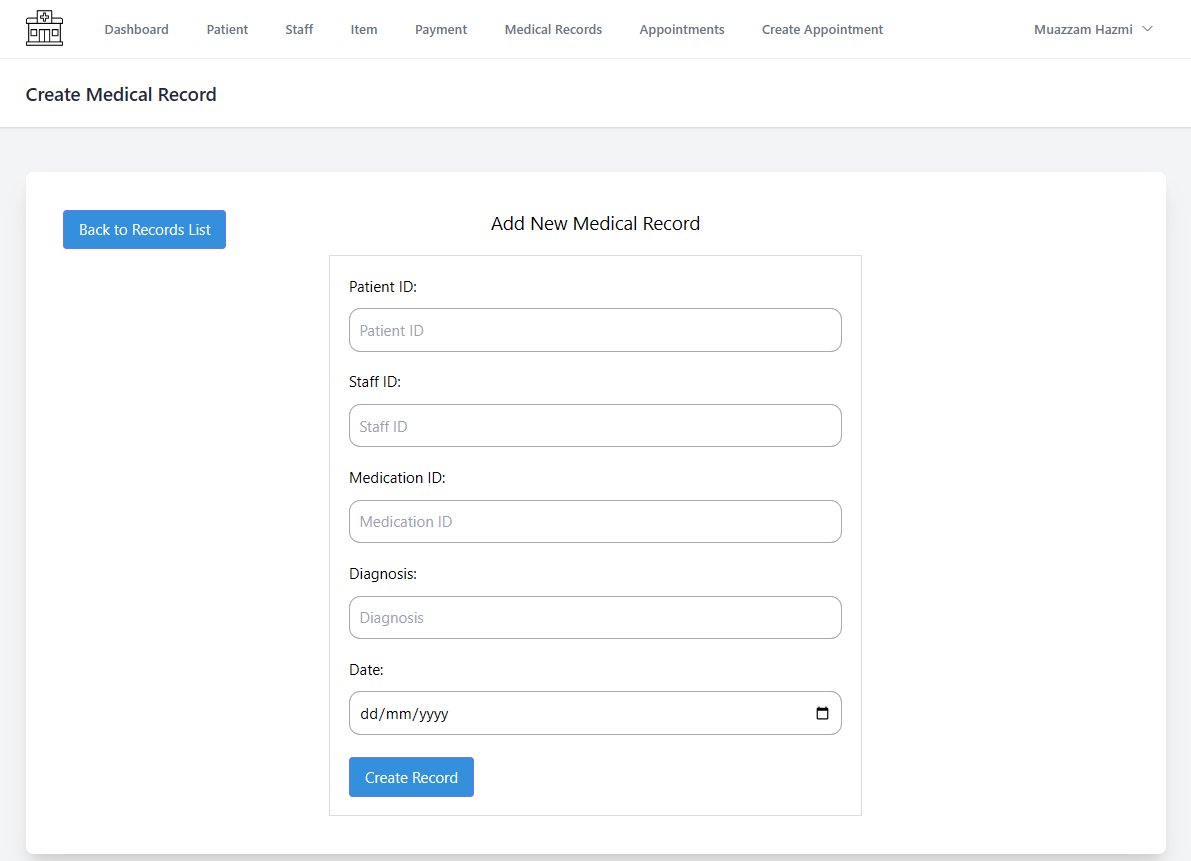 Dashboard Patient Staff Item Payment Medical Records Appointments Create Appointment Muazzam Hazmi
Create Medical Record
Back to Records List
Add New Medical Record
Patient ID:
Patient ID
Staff ID:
Staff ID
Medication ID:
Medication ID
Diagnosis:
Diagnosis
Date:
dd/mm/yyyy
Create Record